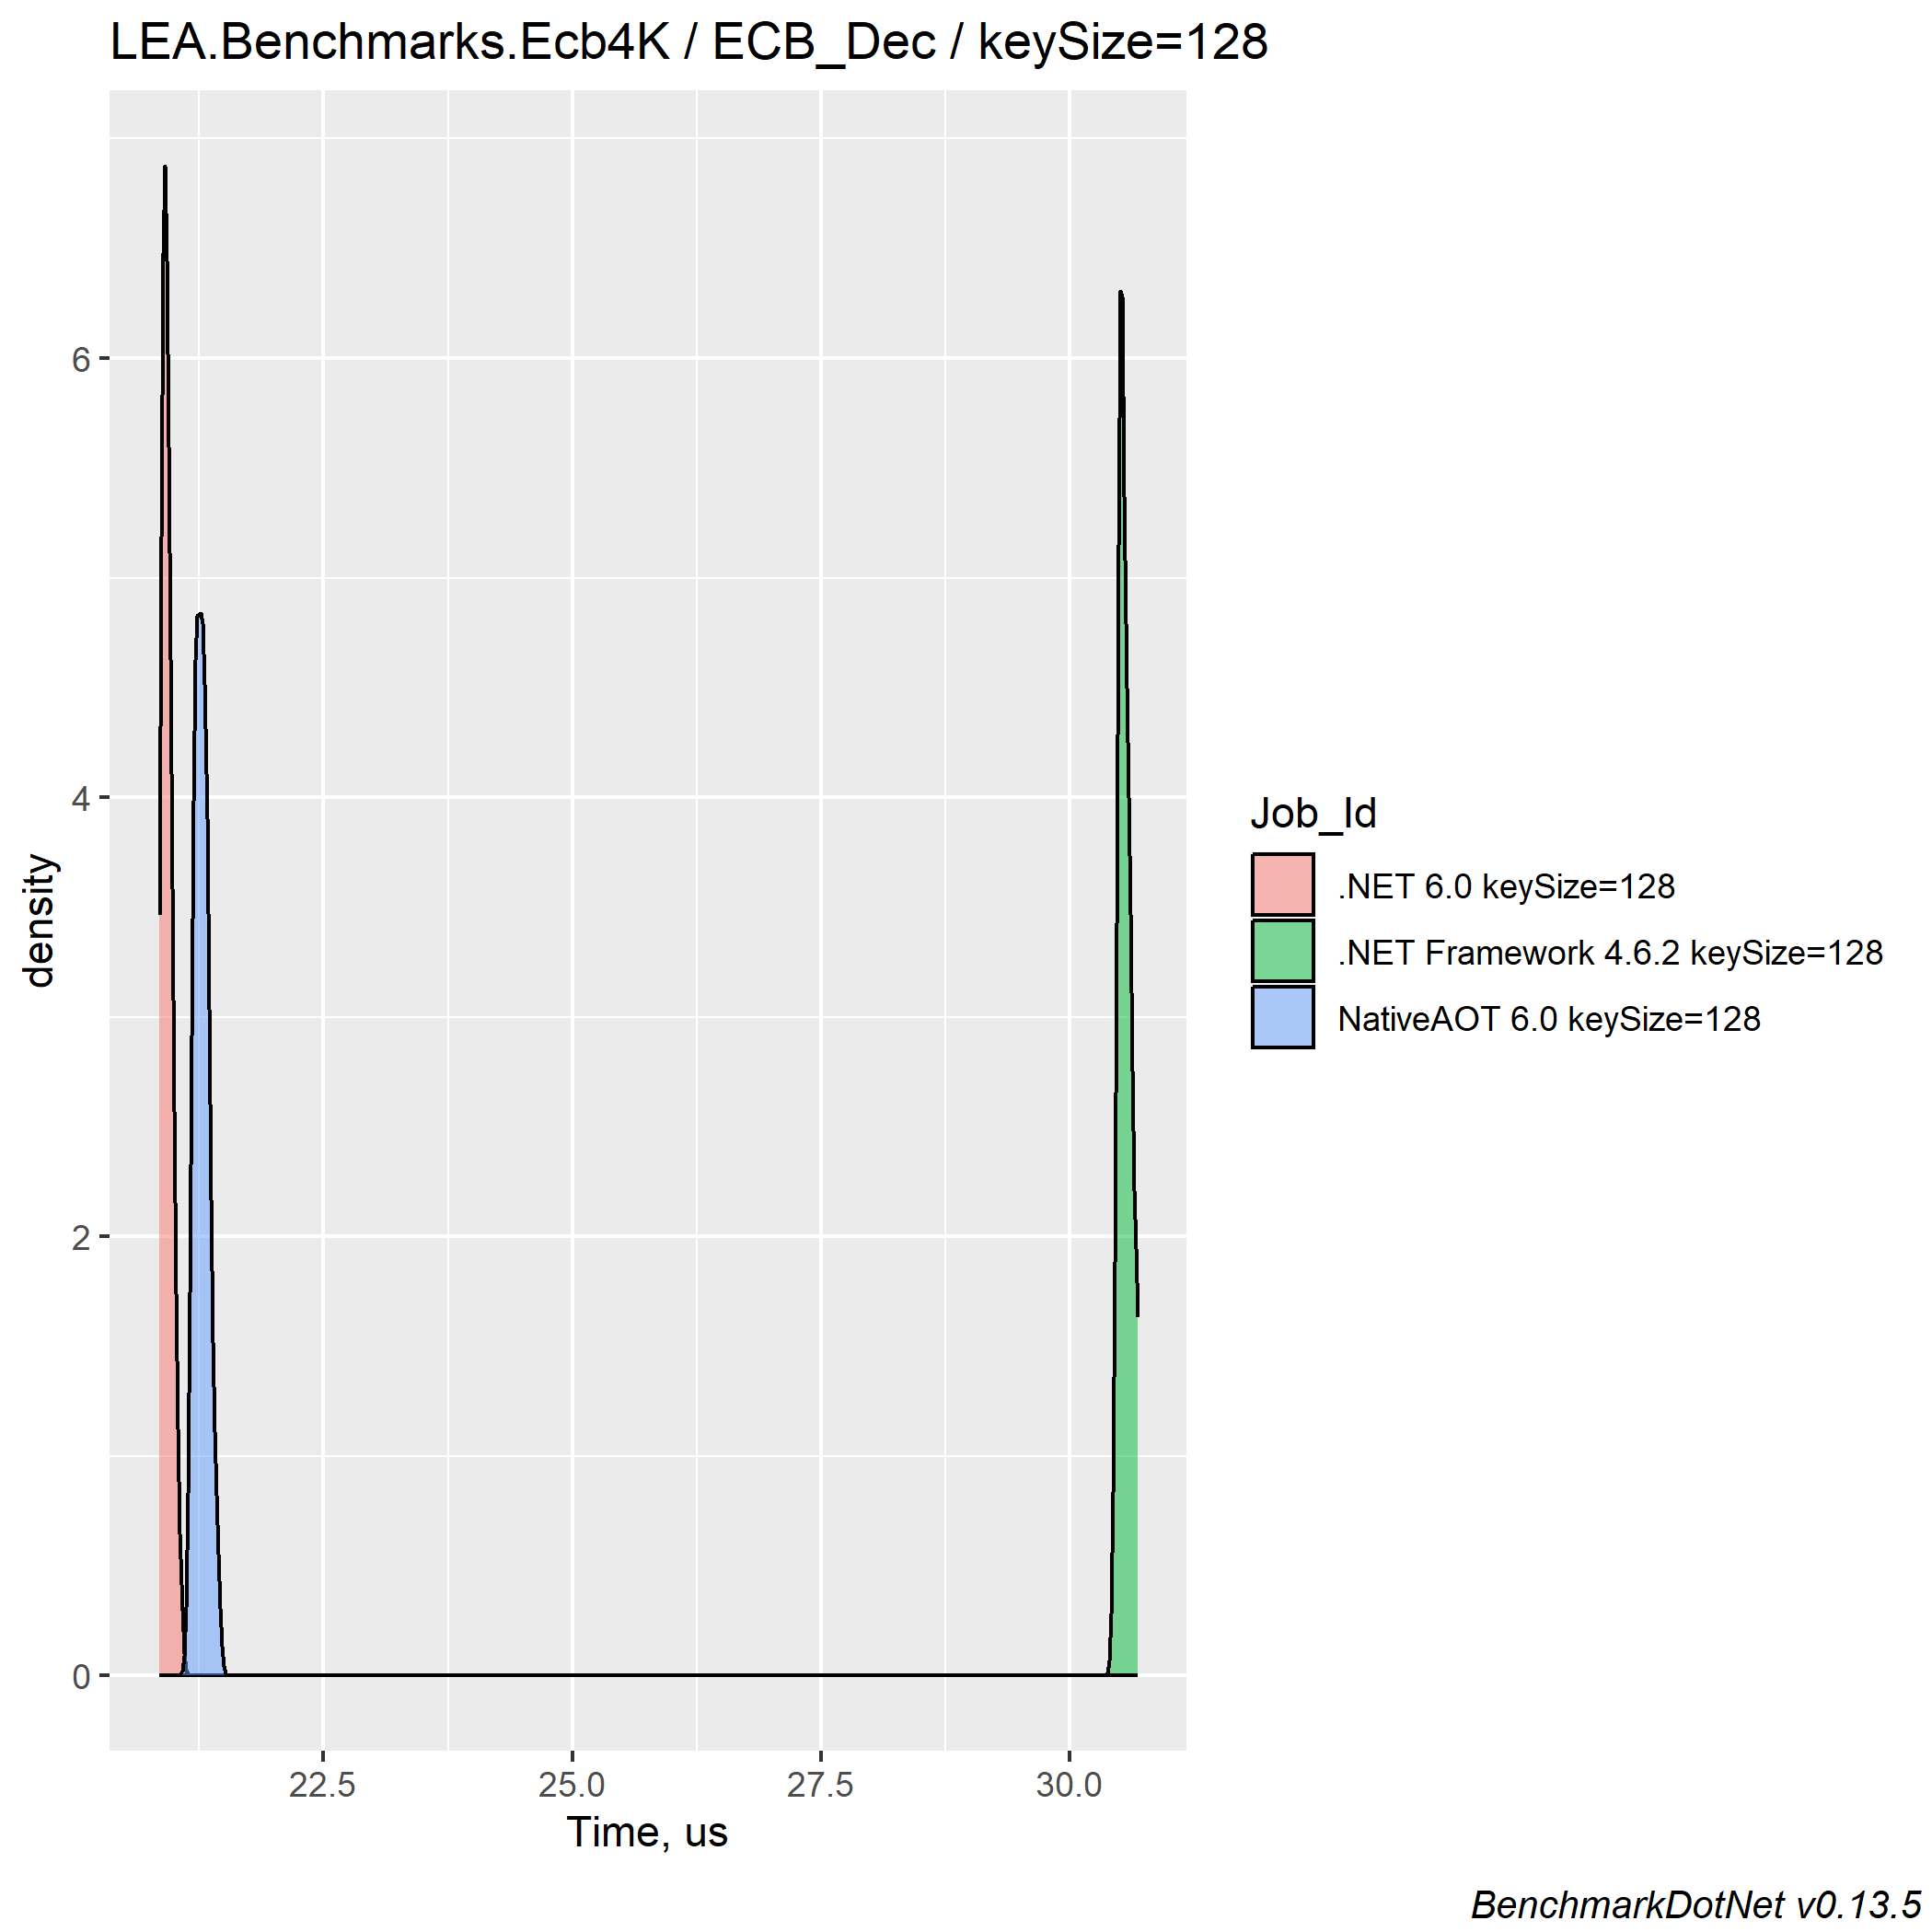 LEA.Benchmarks.Ecb4K / ECB_Dec / keySize=128
6
4
2
0
density
22.5 25.0 27.5 30.0
Time, us
Job_Id
.NET 6.0 keySize=128
.NET Framework 4.6.2 keySize=128
NativeAOT 6.0 keySize=128
BenchmarkDotNet v0.13.5